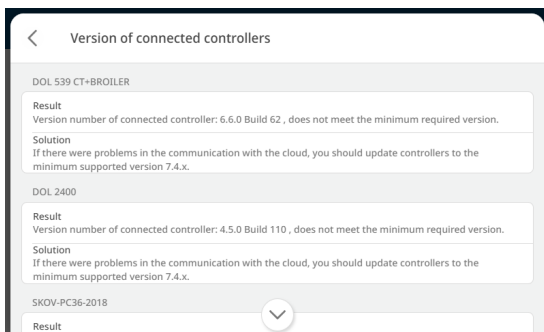 Version of connected controllers
DOL 539 CT+BROILER
Result
Version number of connected controller: 6.6.0 Build 62 , does not meet the minimum required version.
Solution
If there were problems in the communication with the cloud, you should update controllers to the
minimum supported version 7.4.x.
DOL 2400
Result
Version number of connected controller: 4.5.0 Build 110 , does not meet the minimum required version.
Solution
If there were problems in the communication with the cloud, you should update controllers to the
minimum supported version 7.4.x.
SKOV-PC36-2018
Result